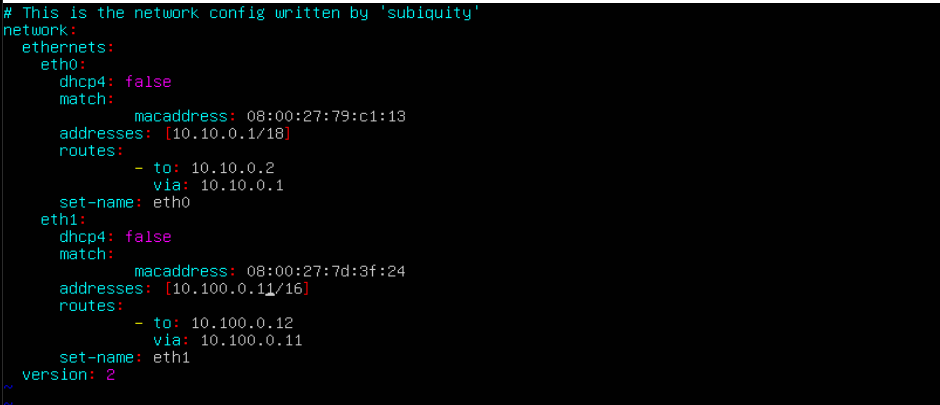 # This is the network config written by 'subiquity'
network:
  ethernets:
    eth0:
      dhcp4: false
      match:
              macaddress: 08:00:27:79:c1:13
      addresses: [10.10.0.1/18]
      routes:
              - to: 10.10.0.2
                via: 10.10.0.1
      set-name: eth0
    eth1:
      dhcp4: false
      match:
              macaddress: 08:00:27:7d:3f:24
      addresses: [10.100.0.11/16]
      routes:
              - to: 10.100.0.12
                via: 10.100.0.11
      set-name: eth1
  version: 2
~
~